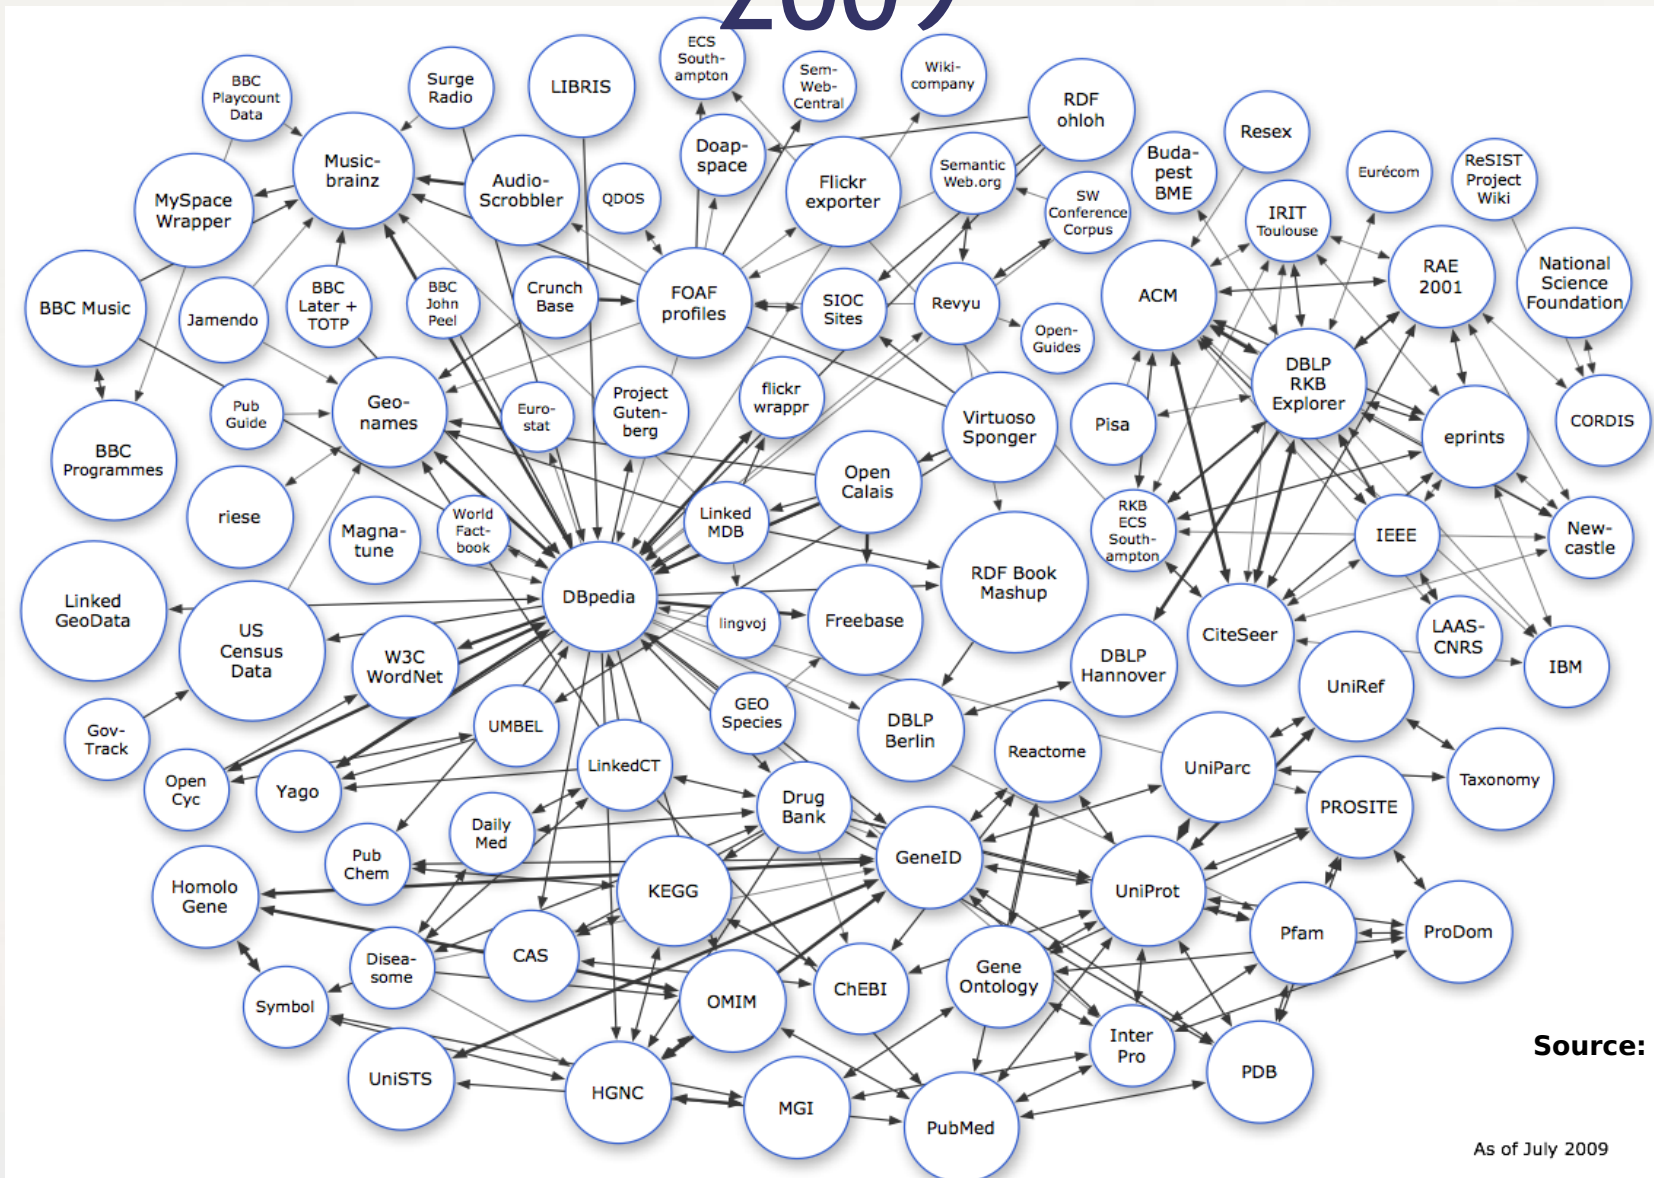 2009
ECS
South-
ampton
BBC
Playcount
Data
Surge
Radio
LIBRIS
Sem-
Web-
Central
Wiki-
company
RDF
ohloh
Resex
Music-
brainz
Audio-
Scrobbler
QDOS
Doap-
space
Flickr
exporter
Semantic
Web.org
SW
Conference
Corpus
Buda-
pest
BME
IRIT
Toulouse
Eurécom
ReSIST
Project
Wiki
MySpace
Wrapper
BBC Music
Jamendo
BBC
Later +
TOTP
BBC
John
Peel
Crunch
Base
FOAF
profiles
SIOC
Sites
Revyu
Open-
Guides
ACM
RAE
2001
National
Science
Foundation
BBC
Programmes
Pub
Guide
Geo-
names
Euro-
stat
Project
Guten-
berg
flickr
wrappr
Virtuoso
Sponger
Pisa
DBLP
RKB
Explorer
eprints
CORDIS
riese
Magna-
tune
World
Fact-
book
Linked
MDB
Open
Calais
RKB
ECS
South-
ampton
IEEE
New-
castle
Linked
GeoData
US
Census
Data
W3C
WordNet
DBpedia
lingvoj
Freebase
RDF Book
Mashup
DBLP
Hannover
CiteSeer
LAAS-
CNRS
IBM
Gov-
Track
Open
Cyc
Yago
UMBEL
LinkedCT
GEO
Species
DBLP
Berlin
Reactome
UniParc
UniRef
Taxonomy
PROSITE
Pub
Chem
Daily
Med
Drug
Bank
GeneID
UniProt
Homolo
Gene
KEGG
Pfam
ProDom
Disea-
some
CAS
OMIM
ChEBI
Gene
Ontology
Symbol
UniSTS
HGNC
MGI
PubMed
Inter
Pro
PDB
Source:
As of July 2009